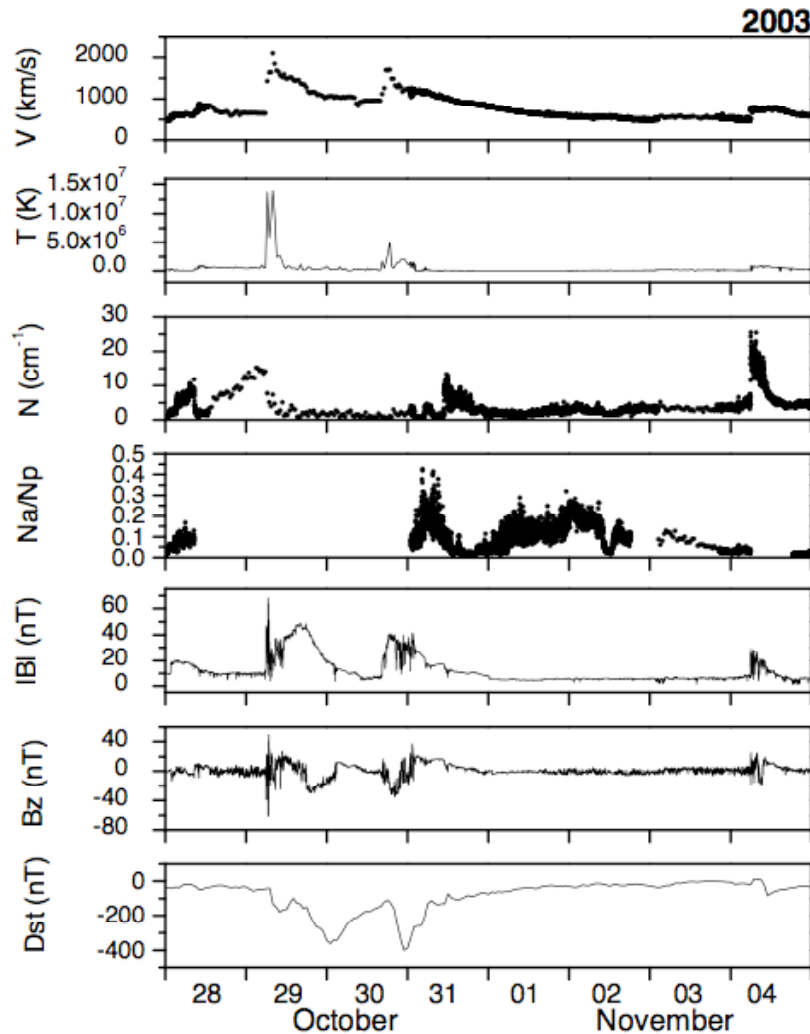 2003
V (km/s)
2000
1000
0
T (K)
1.5x10⁷
1.0x10⁷
5.0x10⁶
0.0
N (cm⁻¹)
30
20
10
0
Na/Np
0.5
0.4
0.3
0.2
0.1
0.0
IBI (nT)
60
40
20
0
Bz (nT)
40
0
-40
-80
Dst (nT)
0
-200
-400
28 29 30 31 01 02 03 04
October November